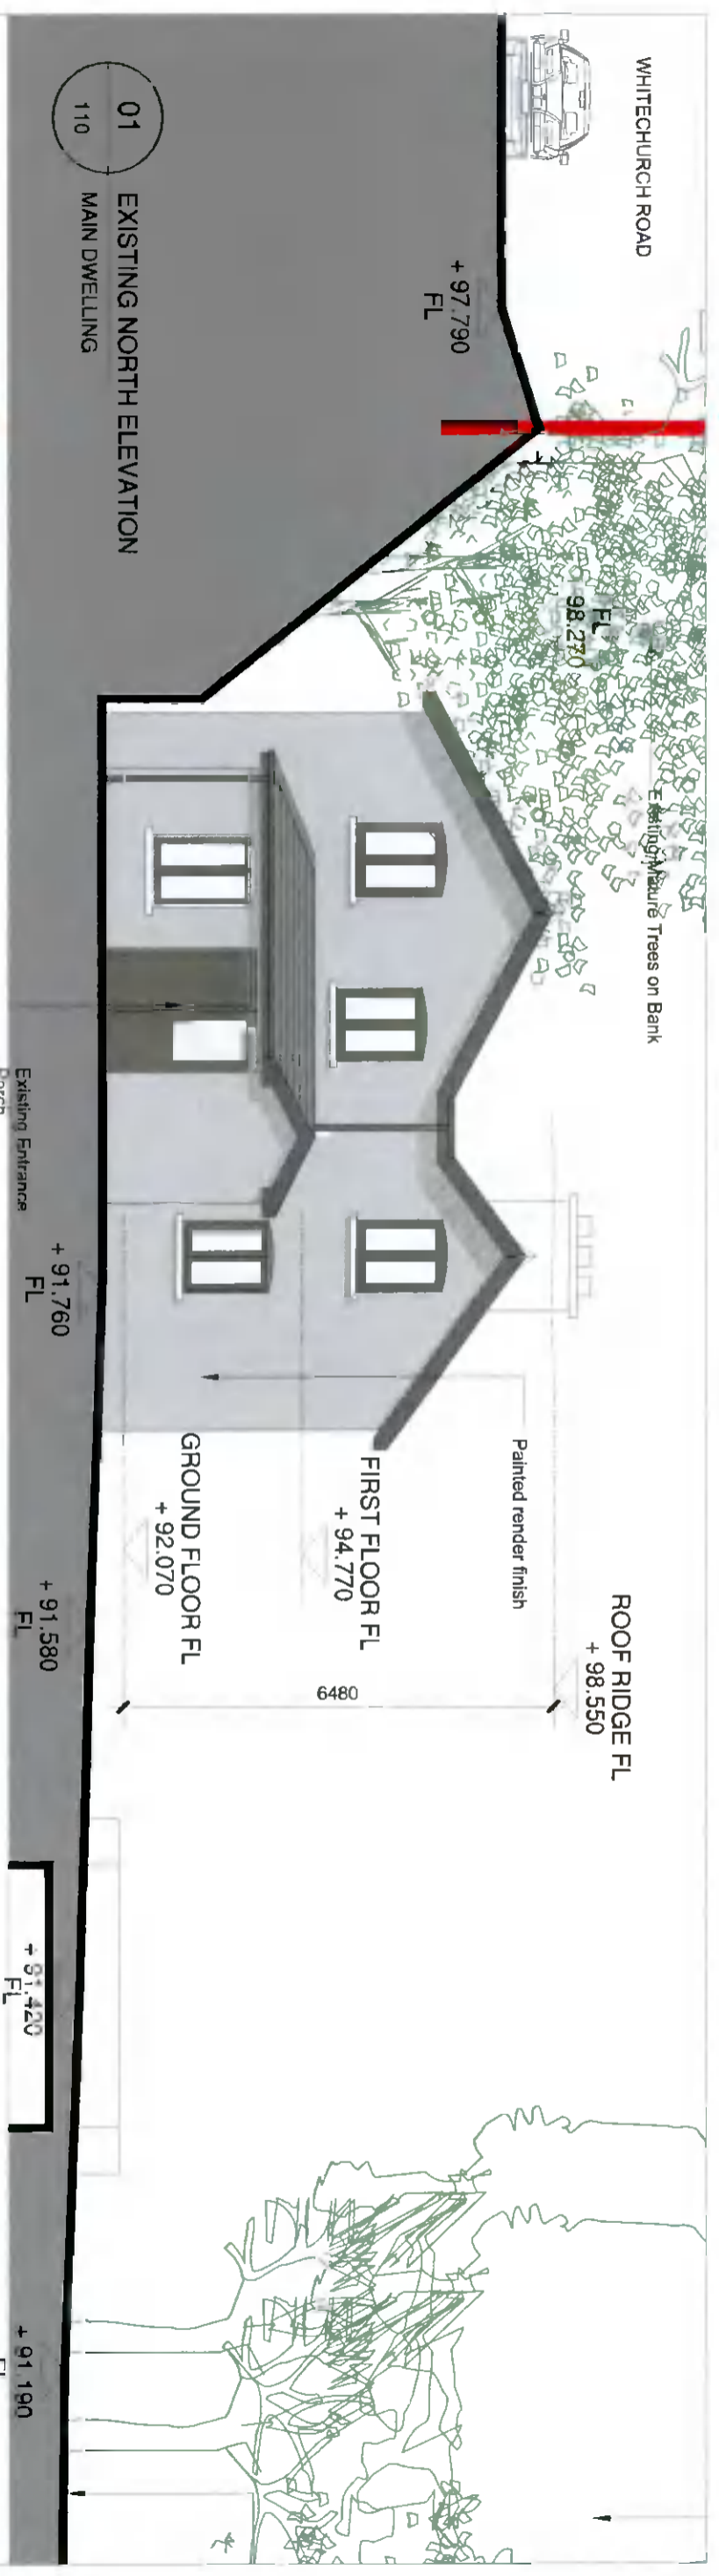 WHITECHURCH ROAD
+ 97.790
FL
FL
+98.270
Existing Mature Trees on Bank
01
110
EXISTING NORTH ELEVATION
MAIN DWELLING
Existing Entrance
Porch
+ 91.760
FL
Painted render finish
FIRST FLOOR FL
+ 94.770
GROUND FLOOR FL
+ 92.070
ROOF RIDGE FL
+ 98.550
6480
+ 91.580
FL
+ 91.420
FL
+ 91.190
FL